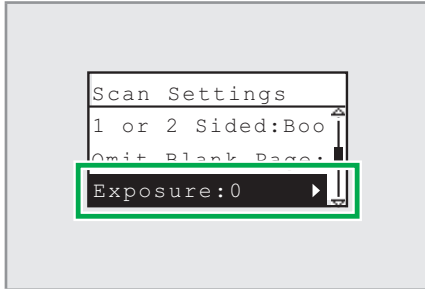 Scan Settings
1 or 2 Sided:Boo
Omit Blank Page:
Exposure:0